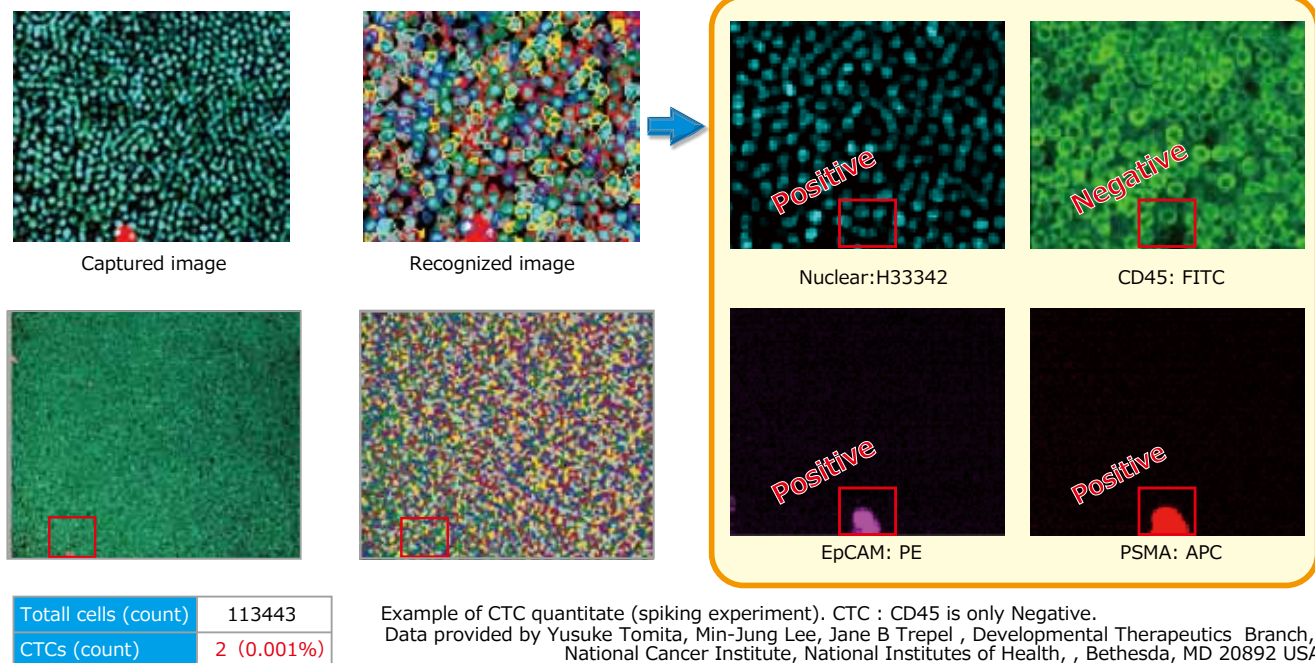 Captured image
Recognized image
Positive
Negative
Nuclear:H33342
CD45: FITC
Positive
Positive
EpCAM: PE
PSMA: APC
Totall cells (count) 113443
CTCs (count) 2 (0.001%)
Example of CTC quantitate (spiking experiment). CTC : CD45 is only Negative.
Data provided by Yusuke Tomita, Min-Jung Lee, Jane B Trepel , Developmental Therapeutics Branch,
National Cancer Institute, National Institutes of Health, , Bethesda, MD 20892 USA